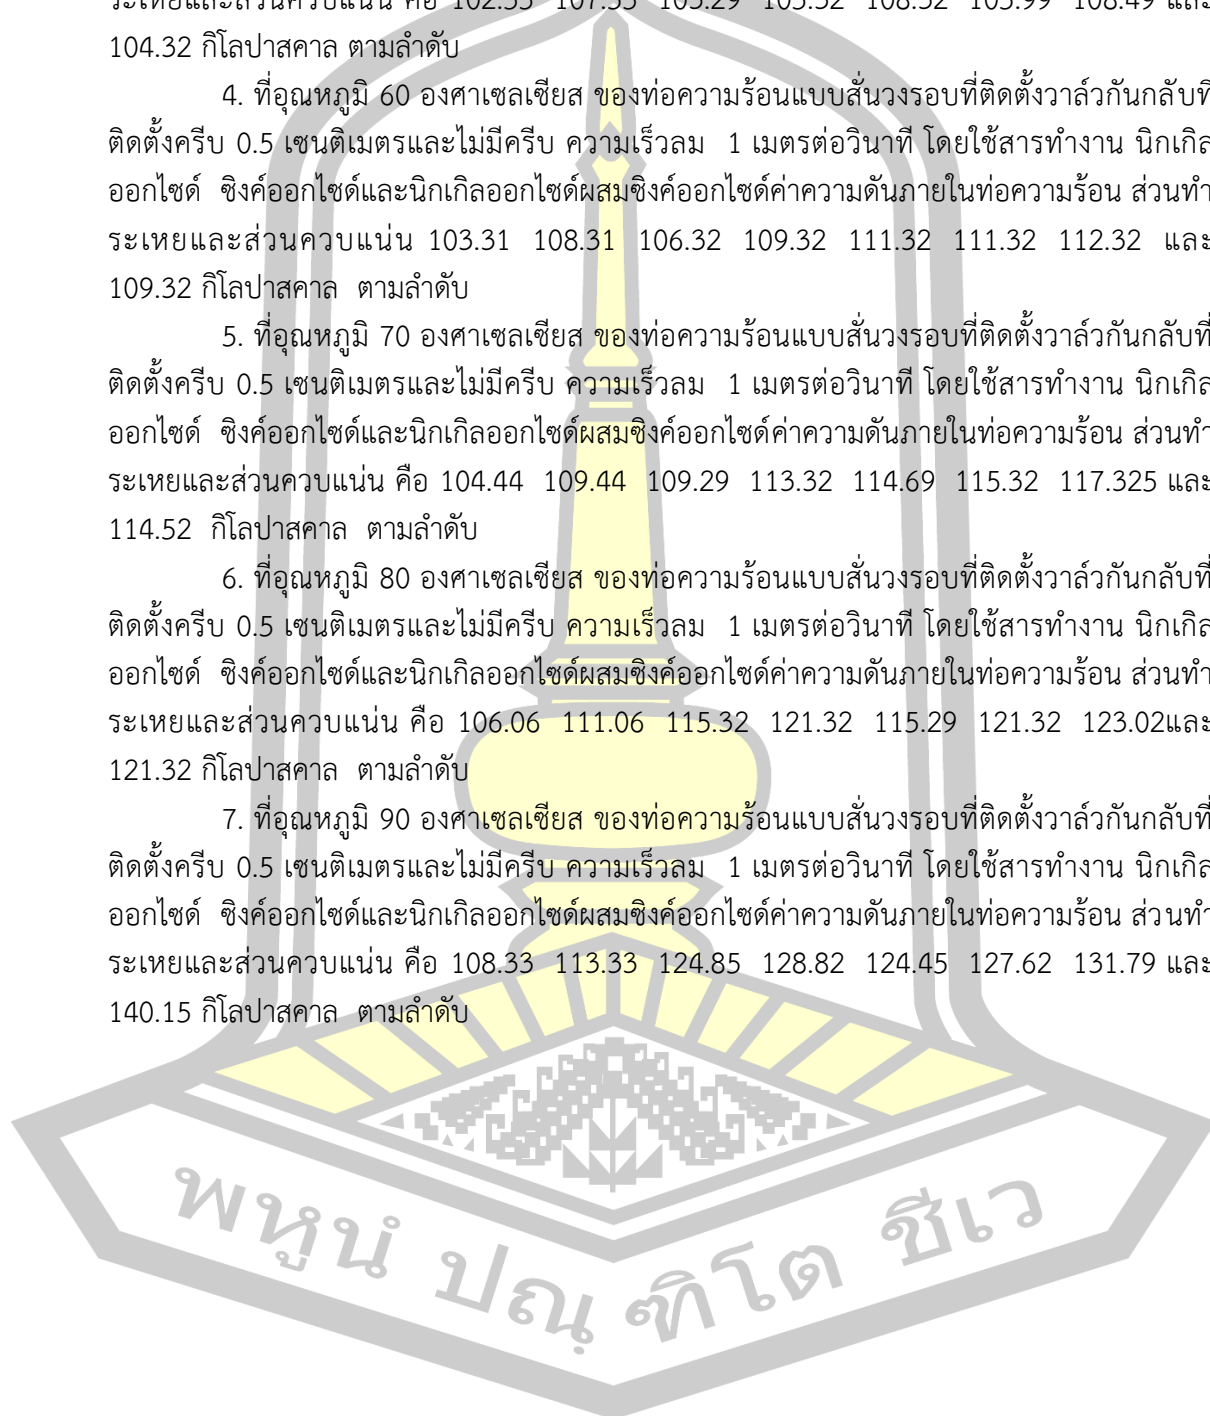 104.32 กิโลปาสคาล ตามลำดับ
4. ที่อุณหภูมิ 60 องศาเซลเซียส ของท่อความร้อนแบบสั่นวงรอบที่ติดตั้งวาล์วกันกลับที่
ติดตั้งครีบ 0.5 เซนติเมตรและไม่มีครีบ ความเร็วลม 1 เมตรต่อวินาที โดยใช้สารทำงาน นิกเกิล
ออกไซด์ ซิงค์ออกไซด์และนิกเกิลออกไซด์ผสมซิงค์ออกไซด์ค่าความดันภายในท่อความร้อน ส่วนทำ
ระเหยและส่วนควบแน่น 103.31 108.31 106.32 109.32 111.32 111.32 112.32 และ
109.32 กิโลปาสคาล ตามลำดับ
5. ที่อุณหภูมิ 70 องศาเซลเซียส ของท่อความร้อนแบบสั่นวงรอบที่ติดตั้งวาล์วกันกลับที่
ติดตั้งครีบ 0.5 เซนติเมตรและไม่มีครีบ ความเร็วลม 1 เมตรต่อวินาที โดยใช้สารทำงาน นิกเกิล
ออกไซด์ ซิงค์ออกไซด์และนิกเกิลออกไซด์ผสมซิงค์ออกไซด์ค่าความดันภายในท่อความร้อน ส่วนทำ
ระเหยและส่วนควบแน่น คือ 104.44 109.44 109.29 113.32 114.69 115.32 117.325 และ
114.52 กิโลปาสคาล ตามลำดับ
6. ที่อุณหภูมิ 80 องศาเซลเซียส ของท่อความร้อนแบบสั่นวงรอบที่ติดตั้งวาล์วกันกลับที่
ติดตั้งครีบ 0.5 เซนติเมตรและไม่มีครีบ ความเร็วลม 1 เมตรต่อวินาที โดยใช้สารทำงาน นิกเกิล
ออกไซด์ ซิงค์ออกไซด์และนิกเกิลออกไซด์ผสมซิงค์ออกไซด์ค่าความดันภายในท่อความร้อน ส่วนทำ
ระเหยและส่วนควบแน่น คือ 106.06 111.06 115.32 121.32 115.29 121.32 123.02และ
121.32 กิโลปาสคาล ตามลำดับ
7. ที่อุณหภูมิ 90 องศาเซลเซียส ของท่อความร้อนแบบสั่นวงรอบที่ติดตั้งวาล์วกันกลับที่
ติดตั้งครีบ 0.5 เซนติเมตรและไม่มีครีบ ความเร็วลม 1 เมตรต่อวินาที โดยใช้สารทำงาน นิกเกิล
ออกไซด์ ซิงค์ออกไซด์และนิกเกิลออกไซด์ผสมซิงค์ออกไซด์ค่าความดันภายในท่อความร้อน ส่วนทำ
ระเหยและส่วนควบแน่น คือ 108.33 113.33 124.85 128.82 124.45 127.62 131.79 และ
140.15 กิโลปาสคาล ตามลำดับ
พหูนํ ปณฺฑิโต ชีเว